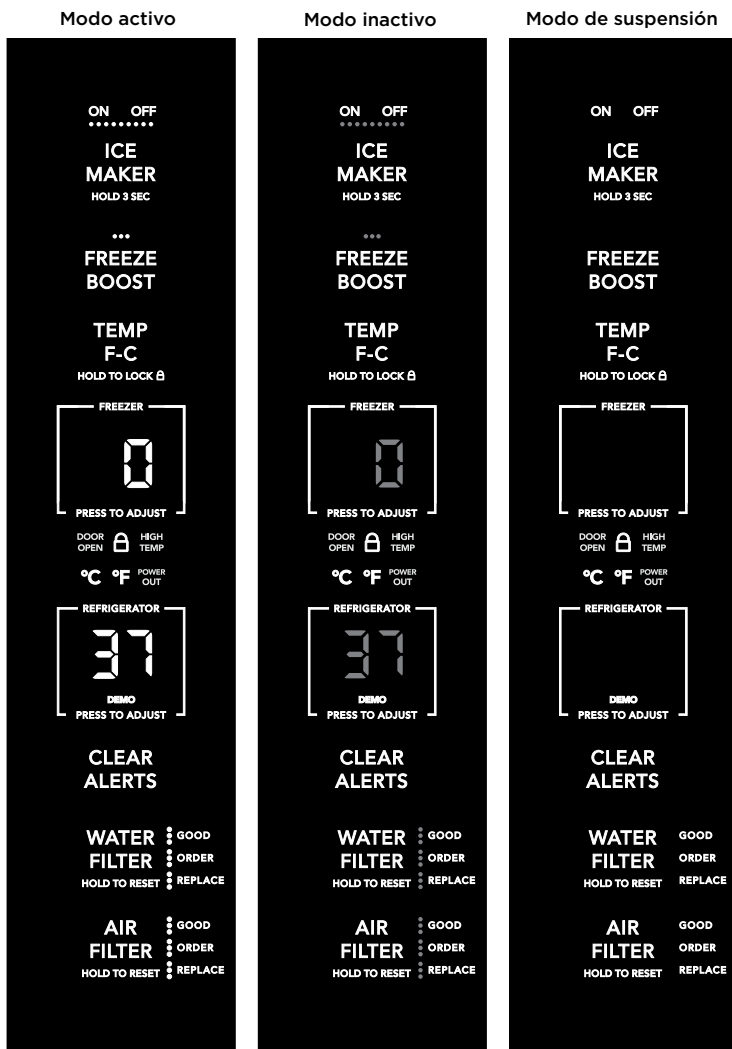 Modo activo
ON OFF
ICE
MAKER
HOLD 3 SEC
FREEZE
BOOST
TEMP
F-C
HOLD TO LOCK
FREEZER
0
PRESS TO ADJUST
DOOR
OPEN
HIGH
TEMP
°C °F
POWER
OUT
REFRIGERATOR
37
DEMO
PRESS TO ADJUST
CLEAR
ALERTS
WATER
FILTER
HOLD TO RESET
GOOD
ORDER
REPLACE
AIR
FILTER
HOLD TO RESET
GOOD
ORDER
REPLACE
Modo inactivo
ON OFF
ICE
MAKER
HOLD 3 SEC
FREEZE
BOOST
TEMP
F-C
HOLD TO LOCK
FREEZER
0
PRESS TO ADJUST
DOOR
OPEN
HIGH
TEMP
°C °F
POWER
OUT
REFRIGERATOR
37
DEMO
PRESS TO ADJUST
CLEAR
ALERTS
WATER
FILTER
HOLD TO RESET
GOOD
ORDER
REPLACE
AIR
FILTER
HOLD TO RESET
GOOD
ORDER
REPLACE
Modo de suspensión
ON OFF
ICE
MAKER
HOLD 3 SEC
FREEZE
BOOST
TEMP
F-C
HOLD TO LOCK
FREEZER
PRESS TO ADJUST
DOOR
OPEN
HIGH
TEMP
°C °F
POWER
OUT
REFRIGERATOR
DEMO
PRESS TO ADJUST
CLEAR
ALERTS
WATER
FILTER
HOLD TO RESET
GOOD
ORDER
REPLACE
AIR
FILTER
HOLD TO RESET
GOOD
ORDER
REPLACE